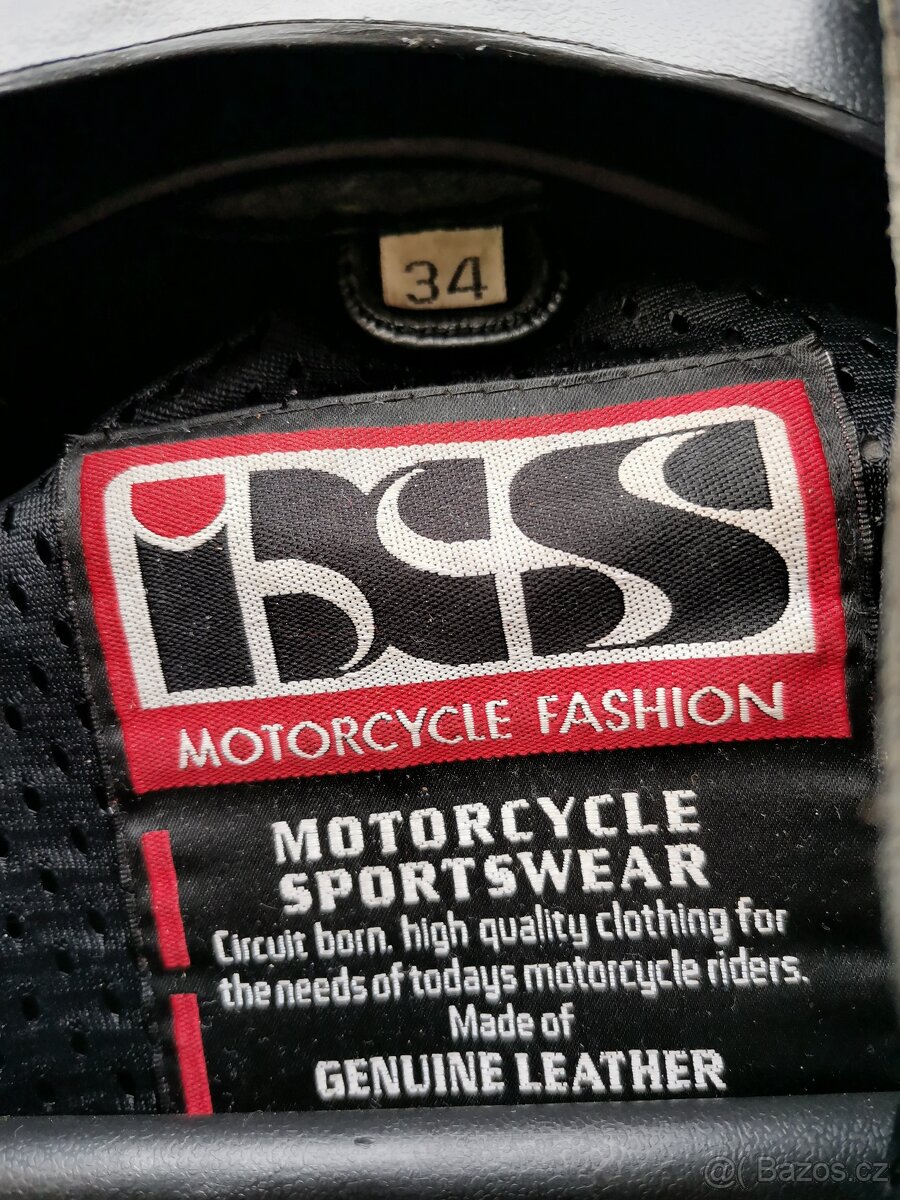 34
iXS
MOTORCYCLE FASHION
MOTORCYCLE
SPORTSWEAR
Circuit born. high quality clothing for
the needs of todays motorcycle riders.
Made of
GENUINE LEATHER
@ Bazos.cz